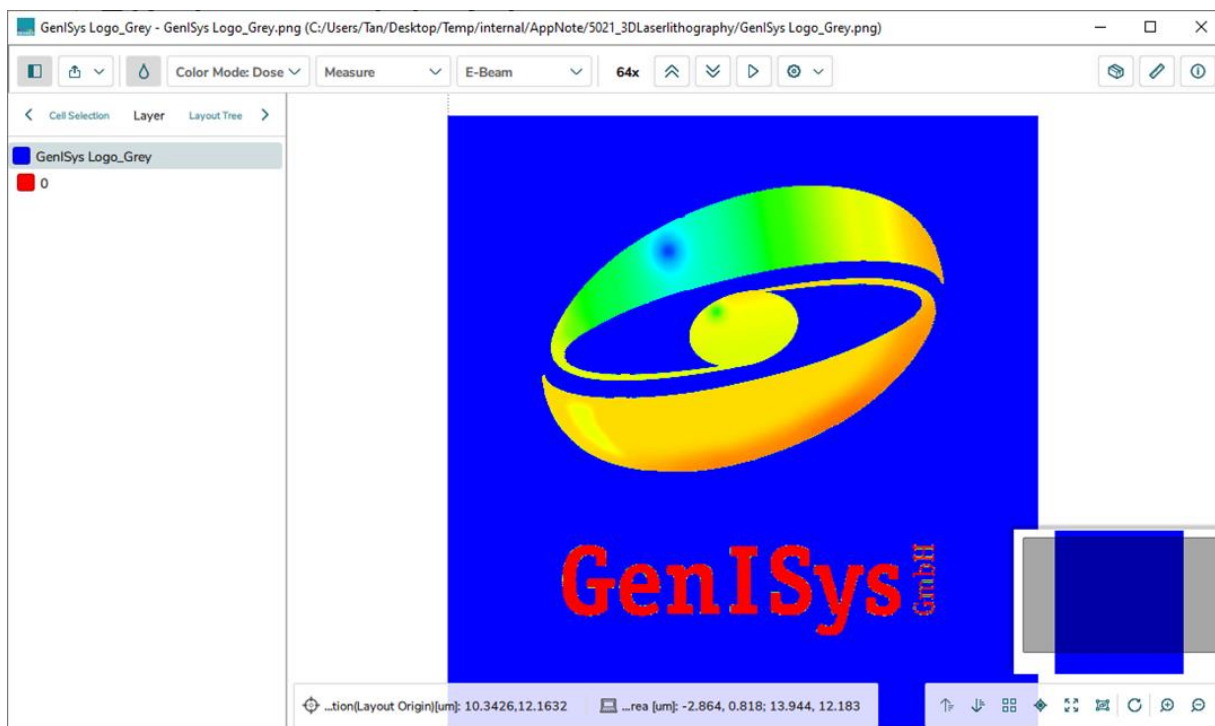 GenISys Logo_Grey - GenISys Logo_Grey.png (C:/Users/Tan/Desktop/Temp/internal/AppNote/5021_3DLaserlithography/GenISys Logo_Grey.png)
Color Mode: Dose Measure E-Beam 64x
Cell Selection Layer Layout Tree
GenISys Logo_Grey
0
GenISys GmbH
...tion(Layout Origin)[um]: 10.3426,12.1632 ...rea [um]: -2.864, 0.818; 13.944, 12.183